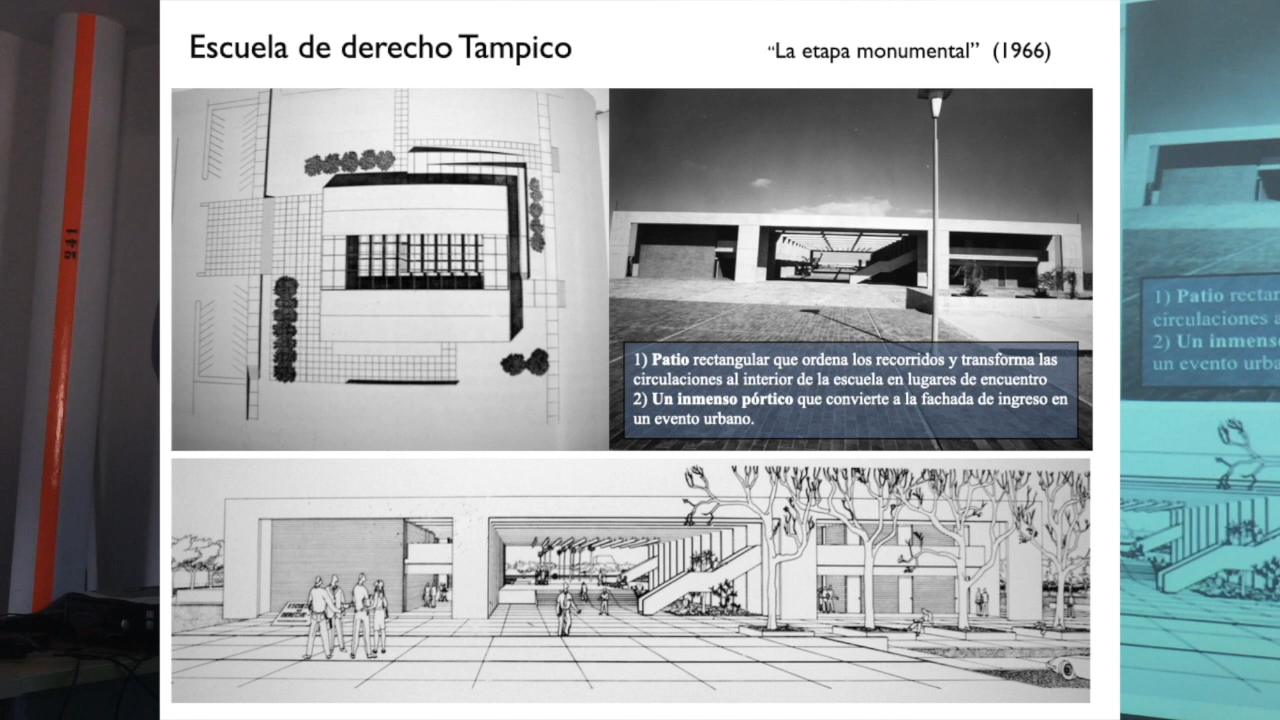 Escuela de derecho Tampico
“La etapa monumental” (1966)
241
1) Patio rectangular que ordena los recorridos y transforma las
circulaciones al interior de la escuela en lugares de encuentro
2) Un inmenso pórtico que convierte a la fachada de ingreso en
un evento urbano.
1) Patio rectar
circulaciones a
2) Un inmenso
un evento urba